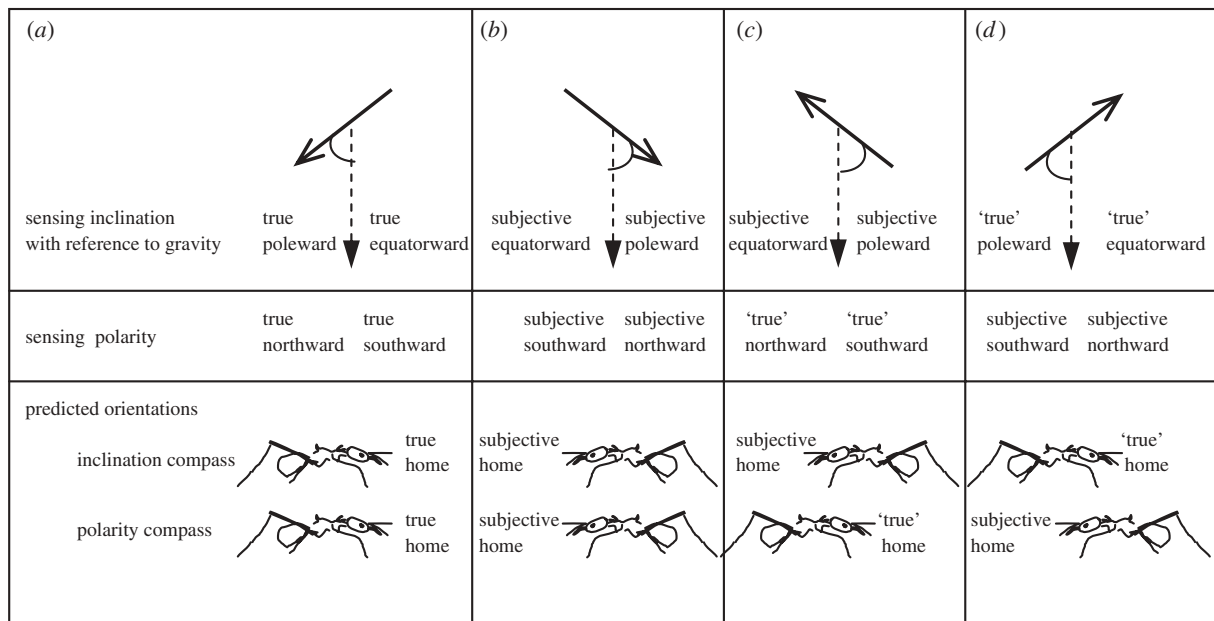 (a)
(b)
(c)
(d)
sensing inclination
with reference to gravity
true
poleward
true
equatorward
subjective
equatorward
subjective
poleward
subjective
equatorward
subjective
poleward
‘true’
poleward
‘true’
equatorward
sensing polarity
true
northward
true
southward
subjective
southward
subjective
northward
‘true’
northward
‘true’
southward
subjective
southward
subjective
northward
predicted orientations
inclination compass
true
home
subjective
home
subjective
home
‘true’
home
polarity compass
true
home
subjective
home
‘true’
home
subjective
home